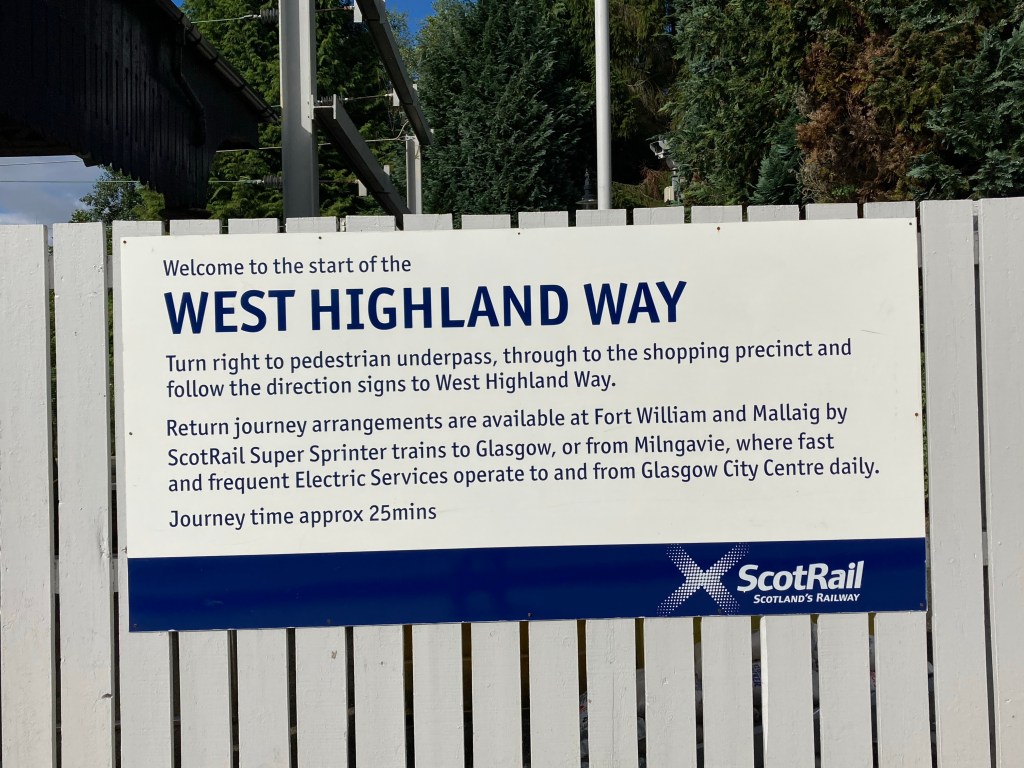 Welcome to the start of the
WEST HIGHLAND WAY
Turn right to pedestrian underpass, through to the shopping precinct and
follow the direction signs to West Highland Way.
Return journey arrangements are available at Fort William and Mallaig by
ScotRail Super Sprinter trains to Glasgow, or from Milngavie, where fast
and frequent Electric Services operate to and from Glasgow City Centre daily.
Journey time approx 25mins
ScotRail
SCOTLAND'S RAILWAY